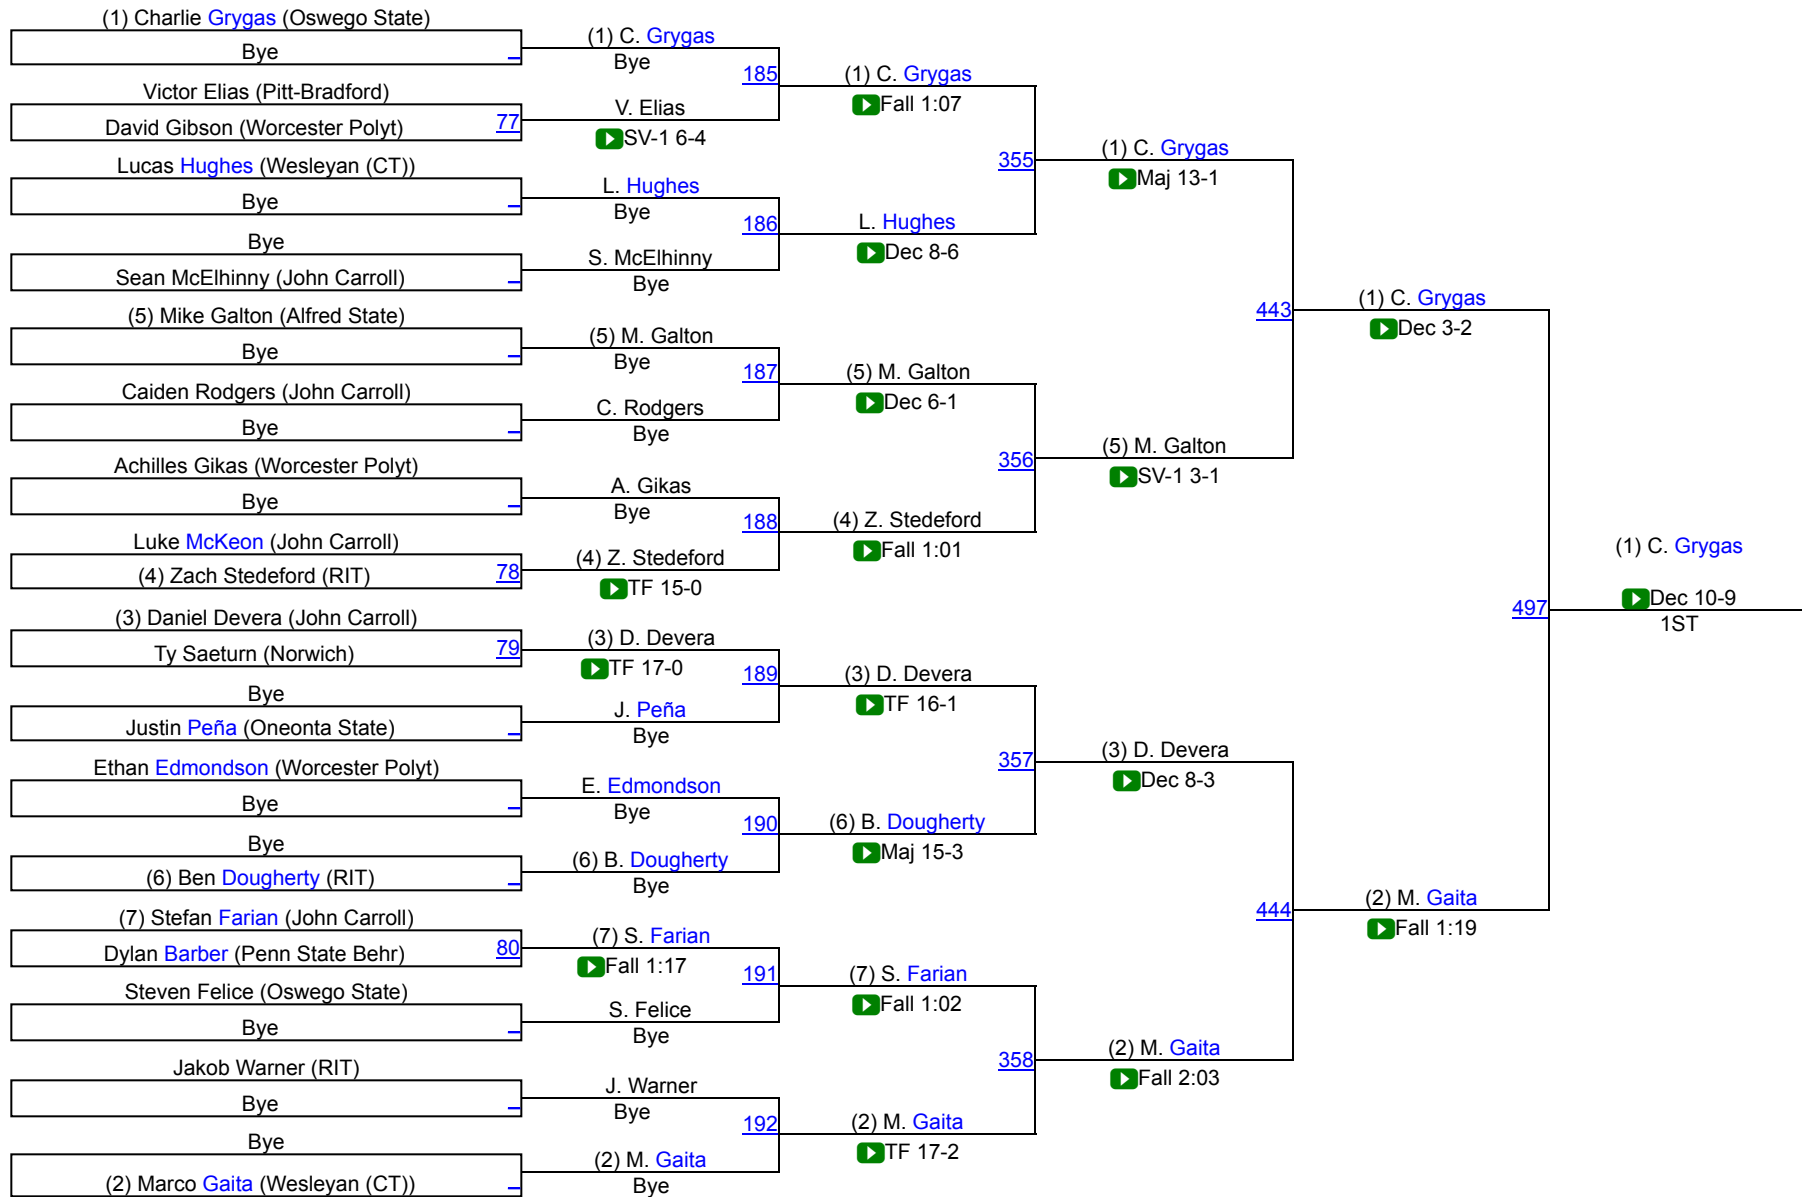 (1) Charlie Grygas (Oswego State)
Bye
Victor Elias (Pitt-Bradford)
David Gibson (Worcester Polyt) 77
Lucas Hughes (Wesleyan (CT))
Bye
Bye
Sean McElhinny (John Carroll)
(5) Mike Galton (Alfred State)
Bye
Caiden Rodgers (John Carroll)
Bye
Achilles Gikas (Worcester Polyt)
Bye
Luke McKeon (John Carroll)
(4) Zach Stedeford (RIT) 78
(3) Daniel Devera (John Carroll)
Ty Saeturn (Norwich) 79
Bye
Justin Peña (Oneonta State)
Ethan Edmondson (Worcester Polyt)
Bye
Bye
(6) Ben Dougherty (RIT)
(7) Stefan Farian (John Carroll)
Dylan Barber (Penn State Behr) 80
Steven Felice (Oswego State)
Bye
Jakob Warner (RIT)
Bye
Bye
(2) Marco Gaita (Wesleyan (CT))
(1) C. Grygas
Bye
185
V. Elias
SV-1 6-4
L. Hughes
Bye
186
S. McElhinny
Bye
(5) M. Galton
Bye
187
C. Rodgers
Bye
A. Gikas
Bye
188
(4) Z. Stedeford
TF 15-0
(3) D. Devera
TF 17-0
189
J. Peña
Bye
E. Edmondson
Bye
190
(6) B. Dougherty
Bye
(7) S. Farian
Fall 1:17
191
S. Felice
Bye
J. Warner
Bye
192
(2) M. Gaita
Bye
(1) C. Grygas
Fall 1:07
355
L. Hughes
Dec 8-6
(5) M. Galton
Dec 6-1
356
(4) Z. Stedeford
Fall 1:01
(3) D. Devera
TF 16-1
357
(6) B. Dougherty
Maj 15-3
(7) S. Farian
Fall 1:02
358
(2) M. Gaita
TF 17-2
(1) C. Grygas
Maj 13-1
443
(5) M. Galton
SV-1 3-1
(3) D. Devera
Dec 8-3
444
(2) M. Gaita
Fall 2:03
(1) C. Grygas
Dec 3-2
497
(2) M. Gaita
Fall 1:19
(1) C. Grygas
Dec 10-9
1ST